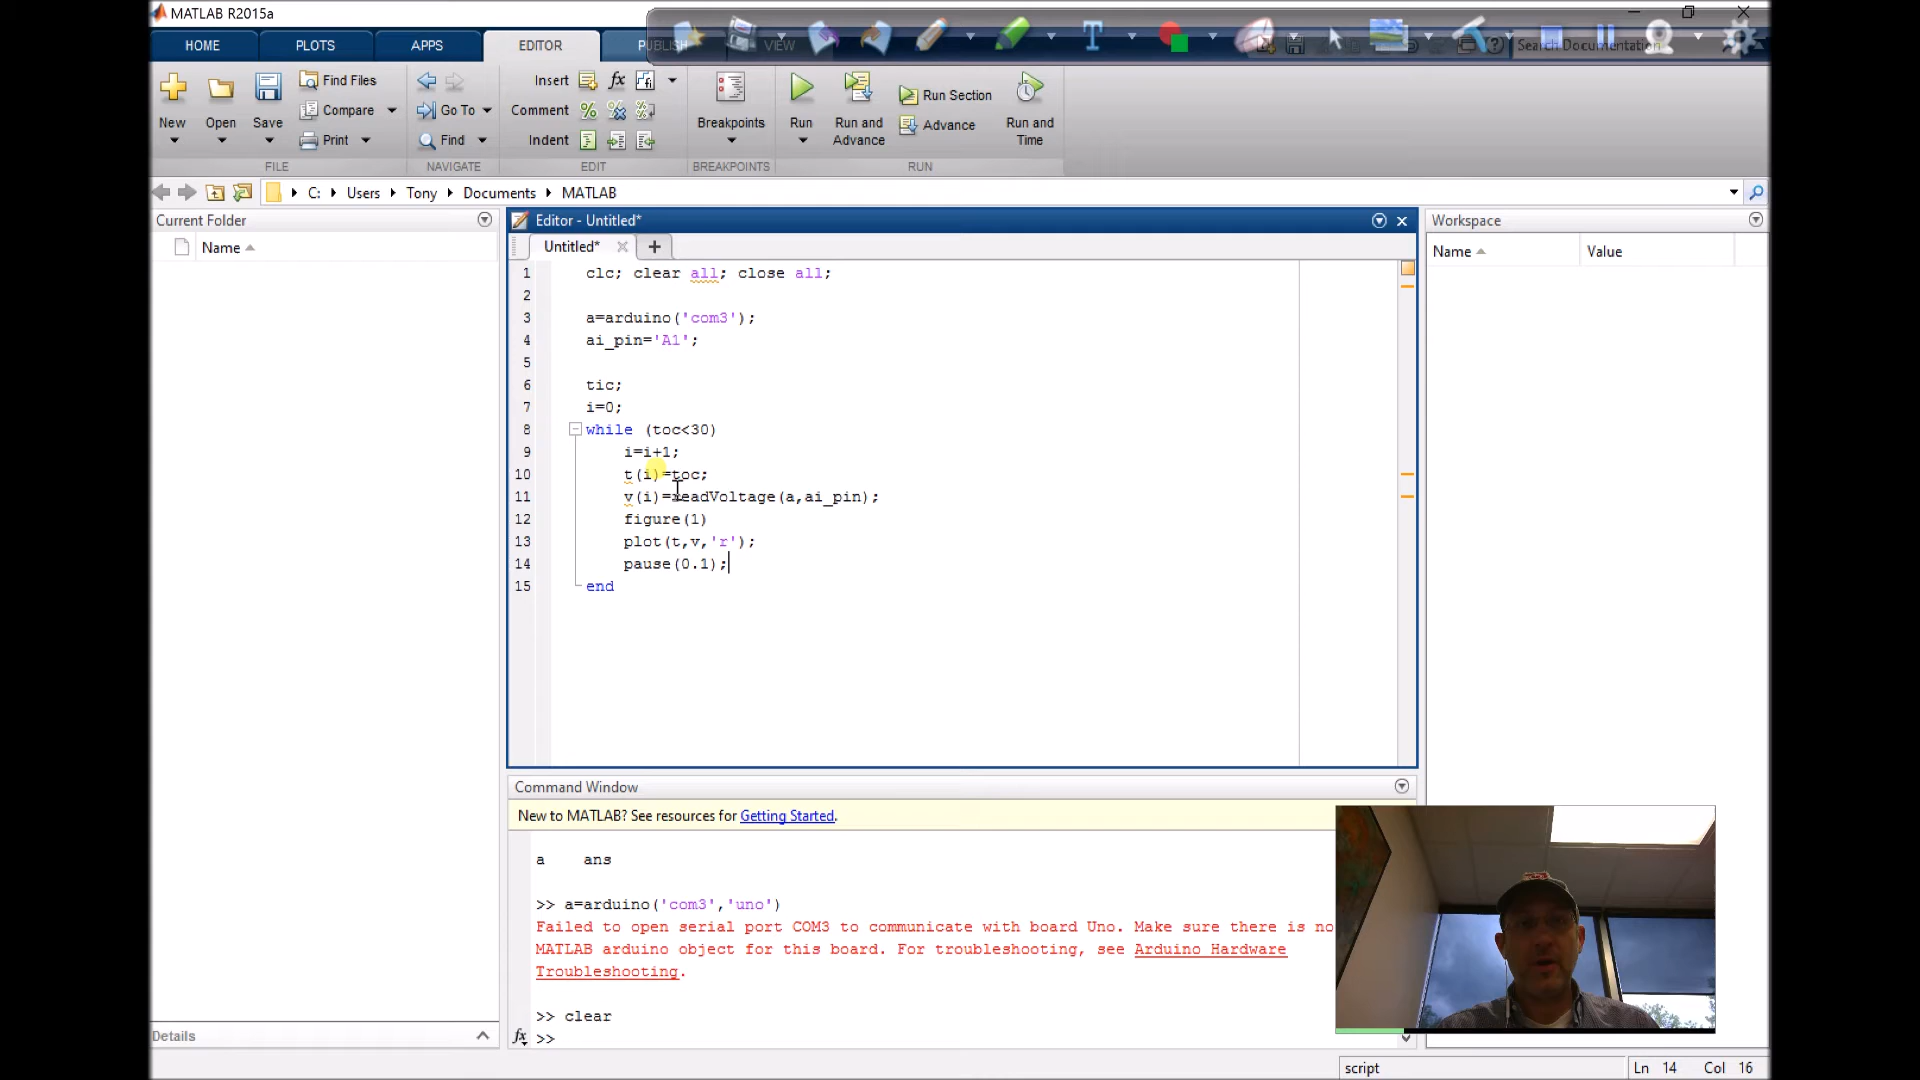 MATLAB R2015a
HOME PLOTS APPS EDITOR PUBLISH VIEW
Search Documentation
New Open Save Find Files Compare Print
FILE
Go To Find
NAVIGATE
Insert fx
Comment
Indent
EDIT
Breakpoints
BREAKPOINTS
Run Run and Advance Run Section Advance Run and Time
RUN
C: Users Tony Documents MATLAB
Current Folder
Name
Editor - Untitled*
Untitled*
1 clc; clear all; close all;
2
3 a=arduino('com3');
4 ai_pin='A1';
5
6 tic;
7 i=0;
8 while (toc<30)
9 i=i+1;
10 t(i)=toc;
11 v(i)=readVoltage(a,ai_pin);
12 figure(1)
13 plot(t,v,'r');
14 pause(0.1);
15 end
Workspace
Name Value
Command Window
New to MATLAB? See resources for Getting Started.
a ans
>> a=arduino('com3','uno')
Failed to open serial port COM3 to communicate with board Uno. Make sure there is no
MATLAB arduino object for this board. For troubleshooting, see Arduino Hardware
Troubleshooting.
>> clear
fx >>
Details
script Ln 14 Col 16